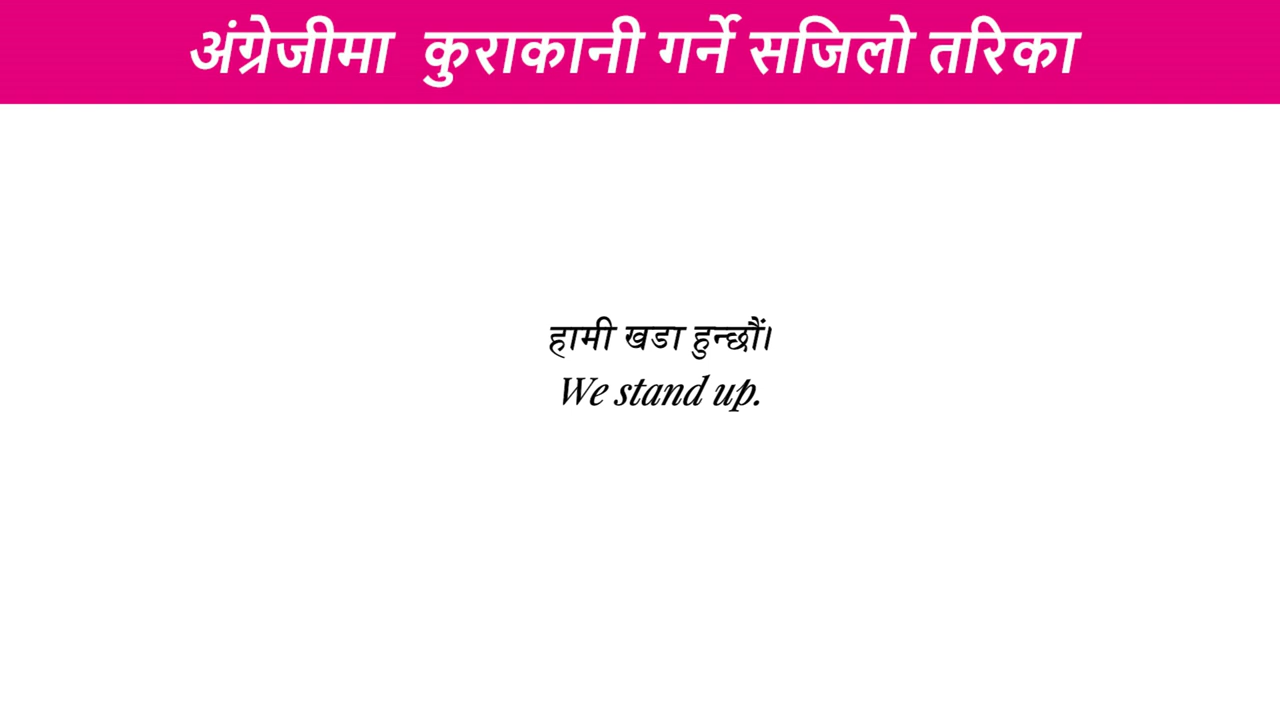 अंग्रेजीमा कुराकानी गर्ने सजिलो तरिका
हामी खडा हुन्छौं।
We stand up.